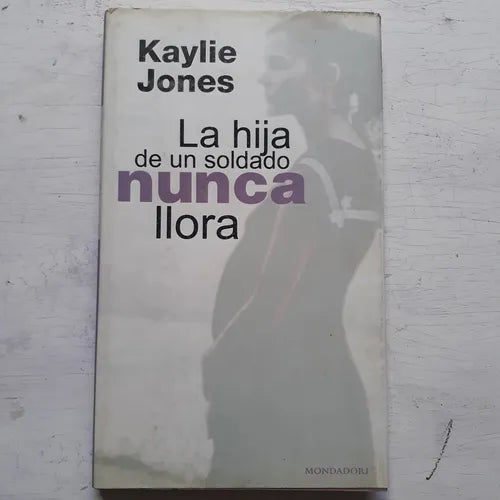 Kaylie
Jones
La hija
de un soldado
nunca
llora
MONDADORI